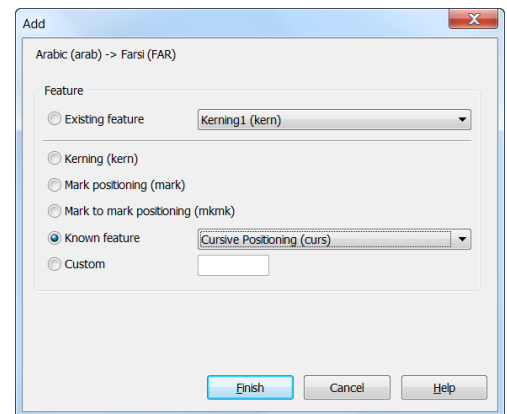 Add
Arabic (arab) -> Farsi (FAR)
Feature
Existing feature Kerning1 (kern)
Kerning (kern)
Mark positioning (mark)
Mark to mark positioning (mkmk)
Known feature Cursive Positioning (curs)
Custom
Finish Cancel Help